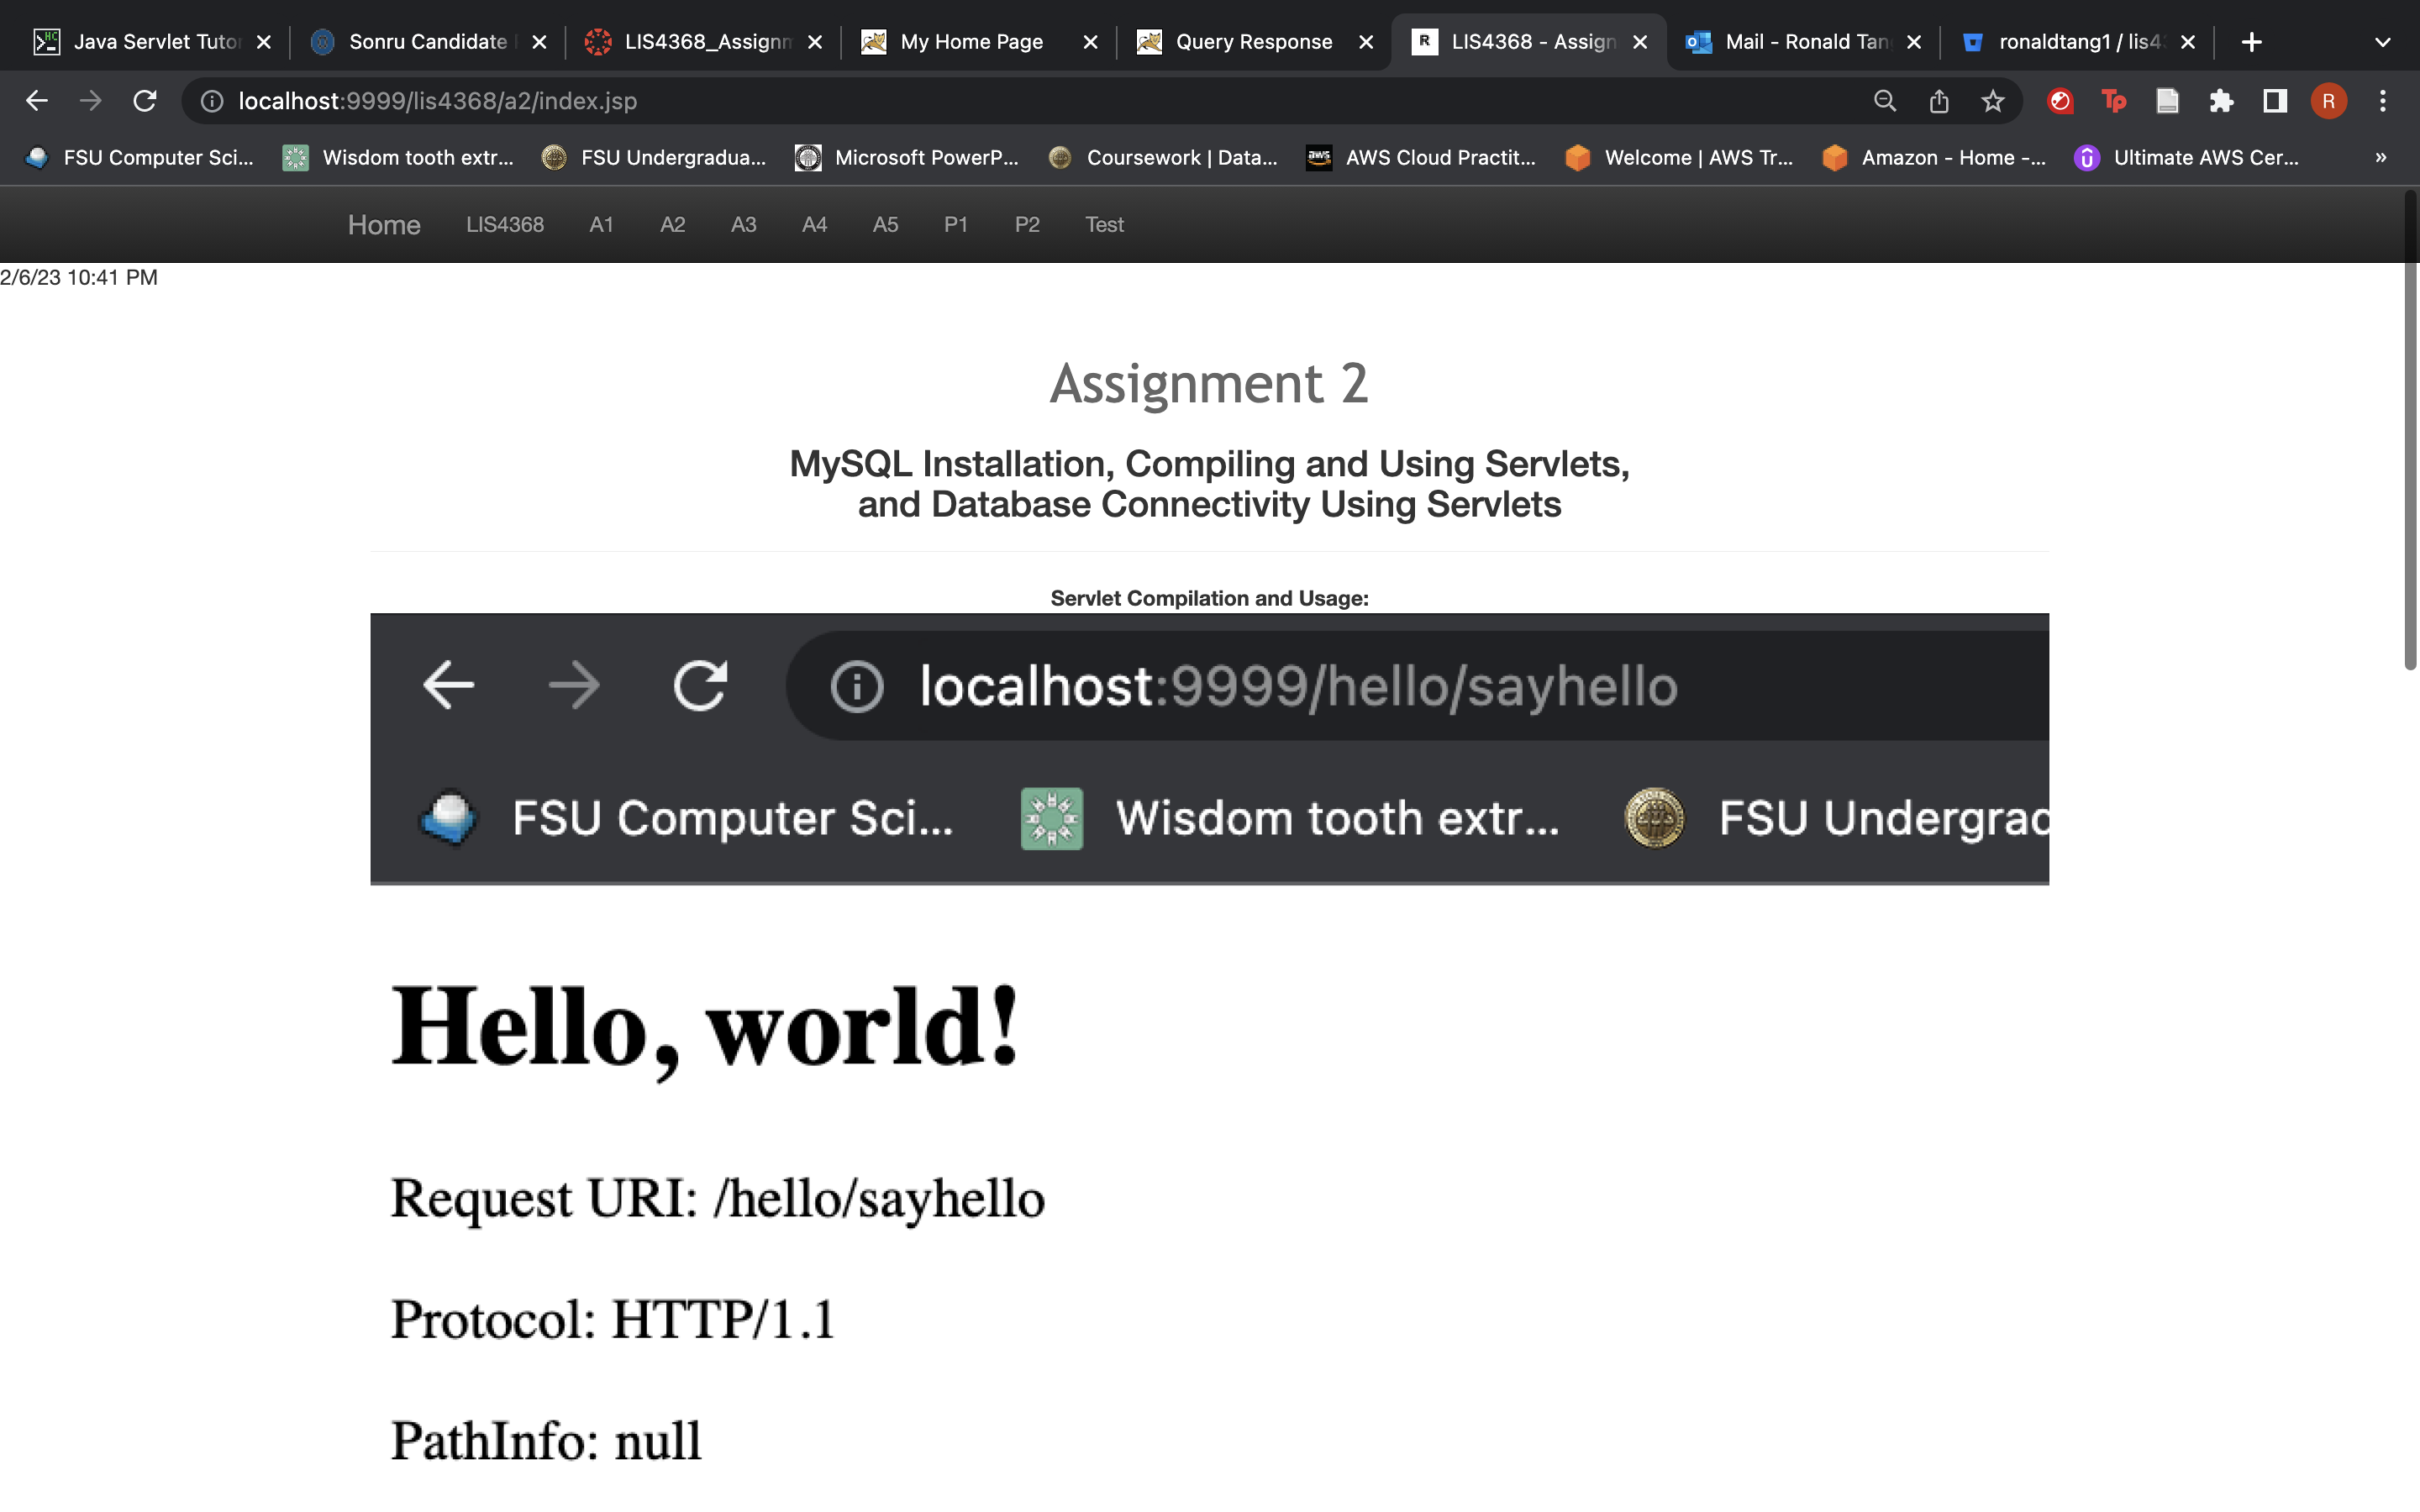 Java Servlet Tutor
Sonru Candidate
LIS4368_Assignm
My Home Page
Query Response
R LIS4368 - Assign
Mail - Ronald Tan
ronaldtang1 / lis4
localhost:9999/lis4368/a2/index.jsp
Tp
R
FSU Computer Sci...
Wisdom tooth extr...
FSU Undergradua...
Microsoft PowerP...
Coursework | Data...
aws AWS Cloud Practit...
Welcome | AWS Tr...
Amazon - Home -...
Ultimate AWS Cer...
»
Home LIS4368 A1 A2 A3 A4 A5 P1 P2 Test
2/6/23 10:41 PM
Assignment 2
MySQL Installation, Compiling and Using Servlets,
and Database Connectivity Using Servlets
Servlet Compilation and Usage:
localhost:9999/hello/sayhello
FSU Computer Sci... Wisdom tooth extr... FSU Undergrad
Hello, world!
Request URI: /hello/sayhello
Protocol: HTTP/1.1
PathInfo: null